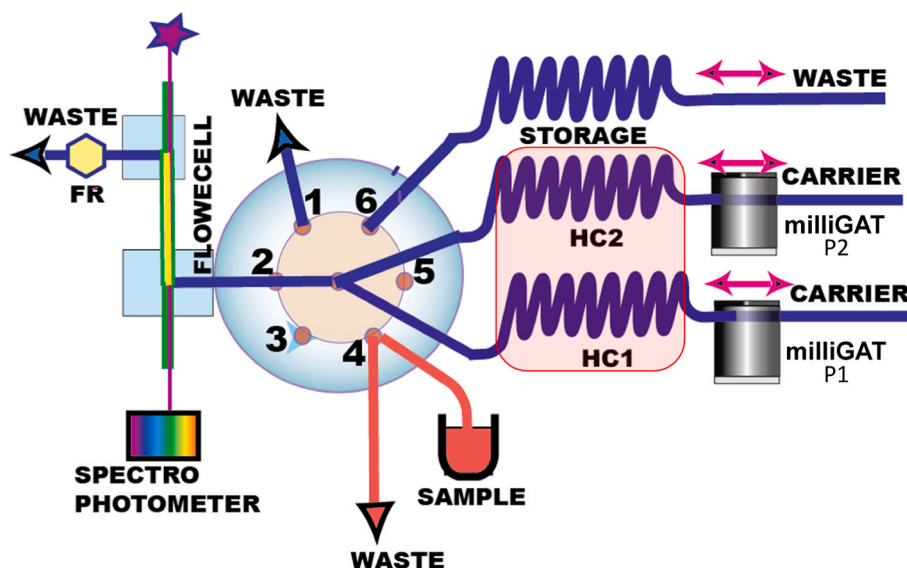 WASTE
FR
FLOWECELL
SPECTRO
PHOTOMETER
WASTE
1
2
3
4
5
6
SAMPLE
WASTE
STORAGE
WASTE
HC2
CARRIER
milliGAT
P2
HC1
CARRIER
milliGAT
P1